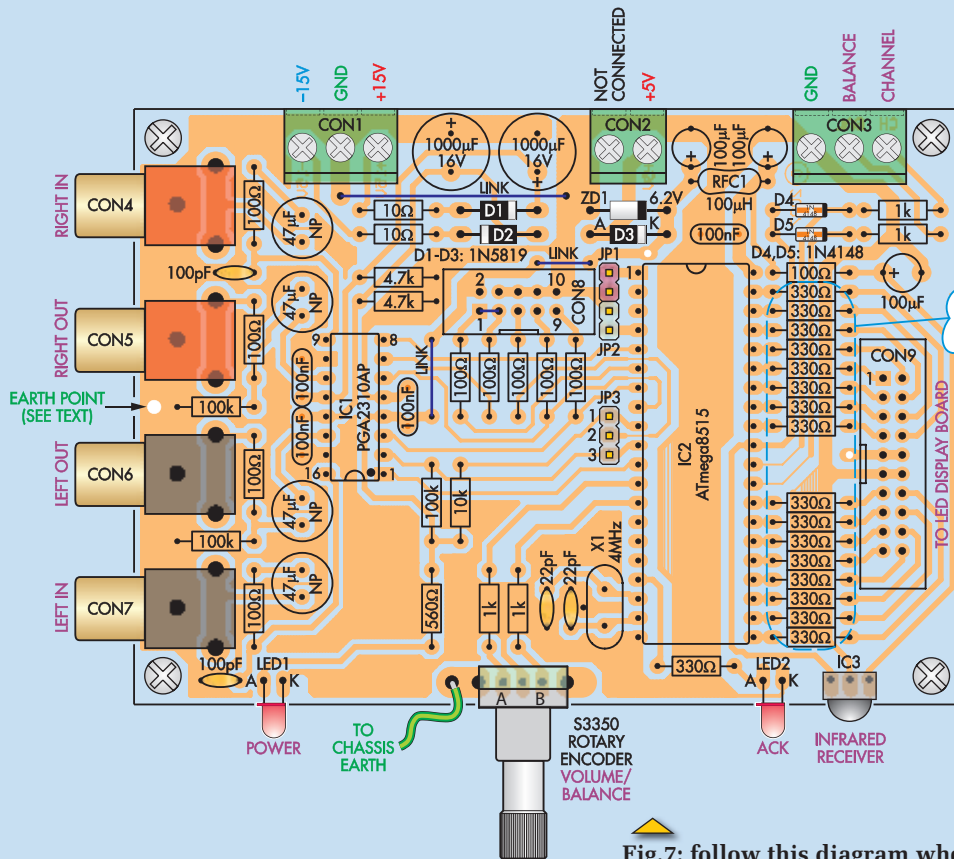 –15V
GND
+15V
NOT CONNECTED
+5V
GND
BALANCE
CHANNEL
CON1
CON2
CON3
RIGHT IN
CON4
100Ω
47µF NP
100pF
1000µF 16V
1000µF 16V
LINK
10Ω
10Ω
D1
D2
D1-D3: 1N5819
ZD1
6.2V
A
K
D3
100µF
100µF
RFC1
100µH
100nF
D4
D5
1k
1k
D4,D5: 1N4148
100Ω
100µF
RIGHT OUT
CON5
100Ω
47µF NP
4.7k
4.7k
LINK
2
10
1
9
CON8
JP1
JP2
1
330Ω
330Ω
330Ω
330Ω
330Ω
330Ω
330Ω
330Ω
CON9
1
EARTH POINT
(SEE TEXT)
100k
9
8
16
1
100nF
100nF
IC1
PGA2310AP
100nF
LINK
100Ω
100Ω
100Ω
100Ω
100Ω
JP3
1
2
3
IC2
ATmega8515
TO LED DISPLAY BOARD
LEFT OUT
CON6
100Ω
47µF NP
100k
100k
10k
330Ω
330Ω
330Ω
330Ω
330Ω
330Ω
330Ω
330Ω
LEFT IN
CON7
100Ω
47µF NP
560Ω
1k
1k
22pF
22pF
X1
4MHz
100pF
LED1
A
K
POWER
TO
CHASSIS
EARTH
A
B
S3350
ROTARY
ENCODER
VOLUME/
BALANCE
330Ω
LED2
A
K
ACK
IC3
INFRARED
RECEIVER
Fig.7: follow this diagram whe